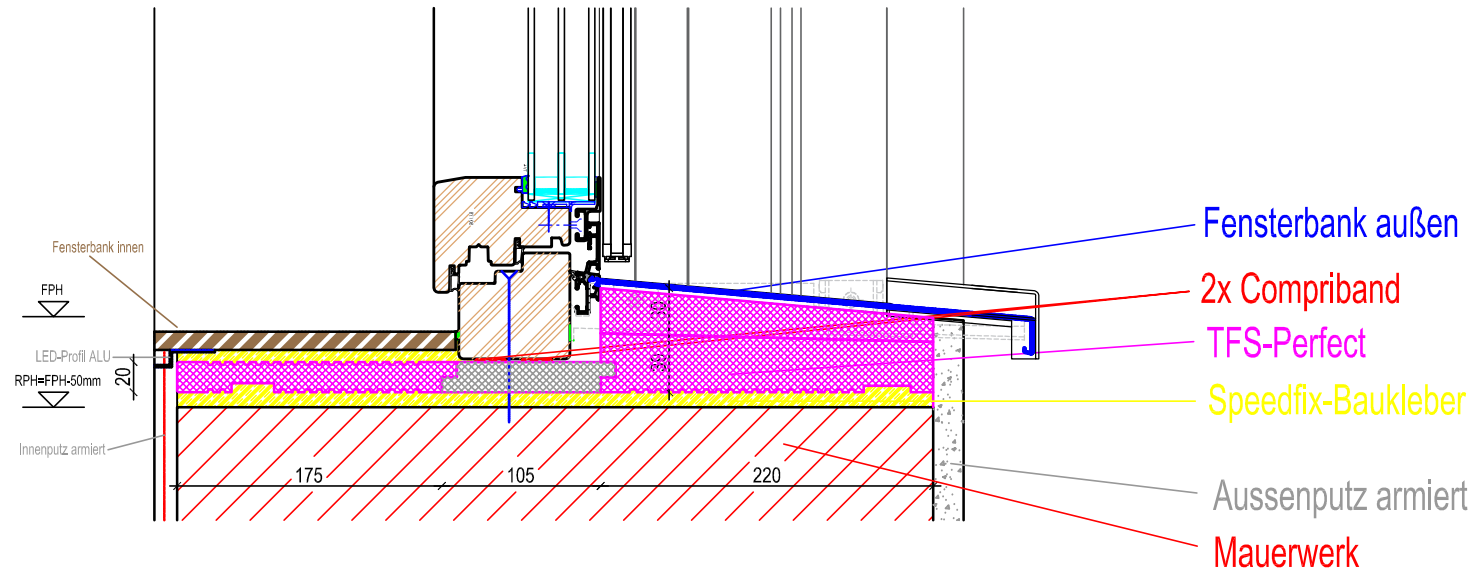 Fensterbank außen
Fensterbank innen
FPH
2x Compriband
TFS-Perfect
LED-Profil ALU
20
RPH=FPH-50mm
Speedfix-Baukleber
Innenputz armiert
175
105
220
Aussenputz armiert
Mauerwerk